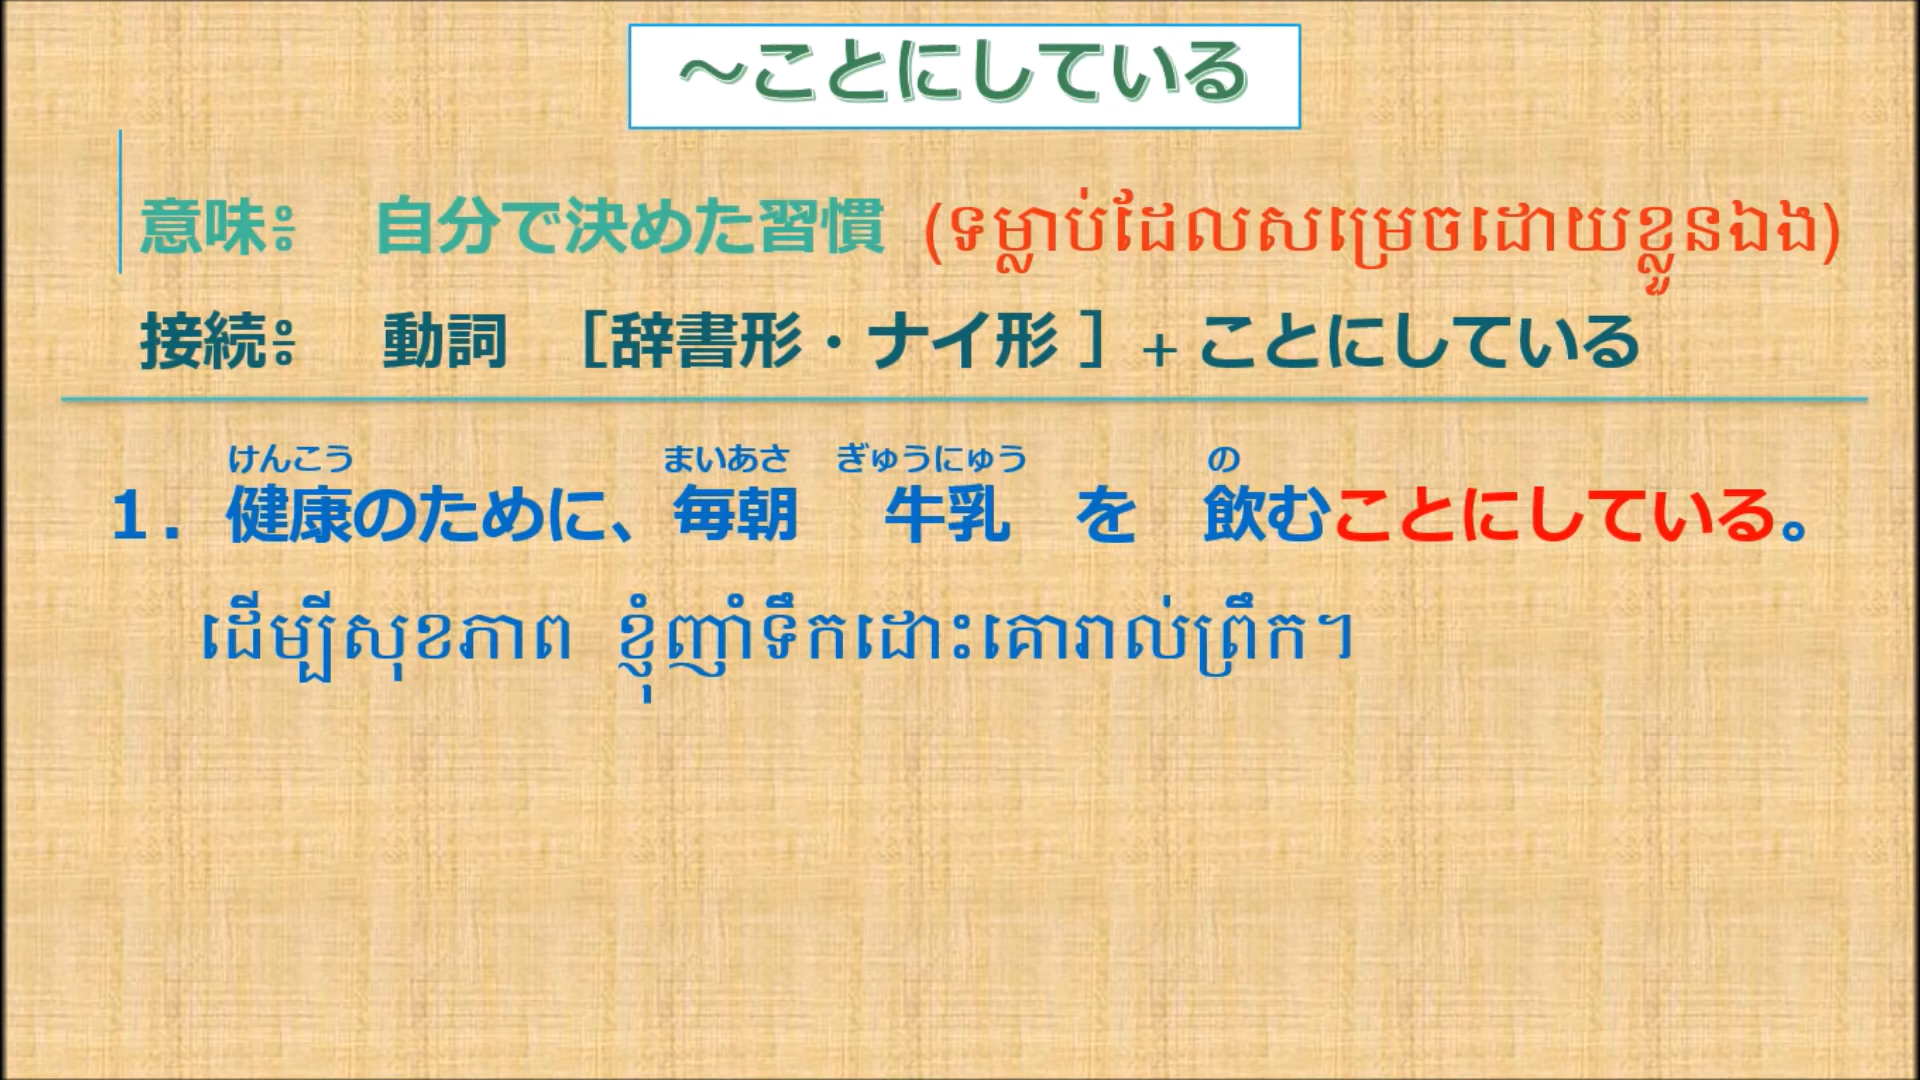 ～ことにしている
意味： 自分で決めた習慣 (ទម្លាប់ដែលសម្រេចដោយខ្លួនឯង)
接続： 動詞 ［辞書形・ナイ形］+ ことにしている
けんこう まいあさ ぎゅうにゅう の
１．健康のために、毎朝 牛乳 を 飲むことにしている。
ដើម្បីសុខភាព ខ្ញុំញ៉ាំទឹកដោះគោរាល់ព្រឹក។